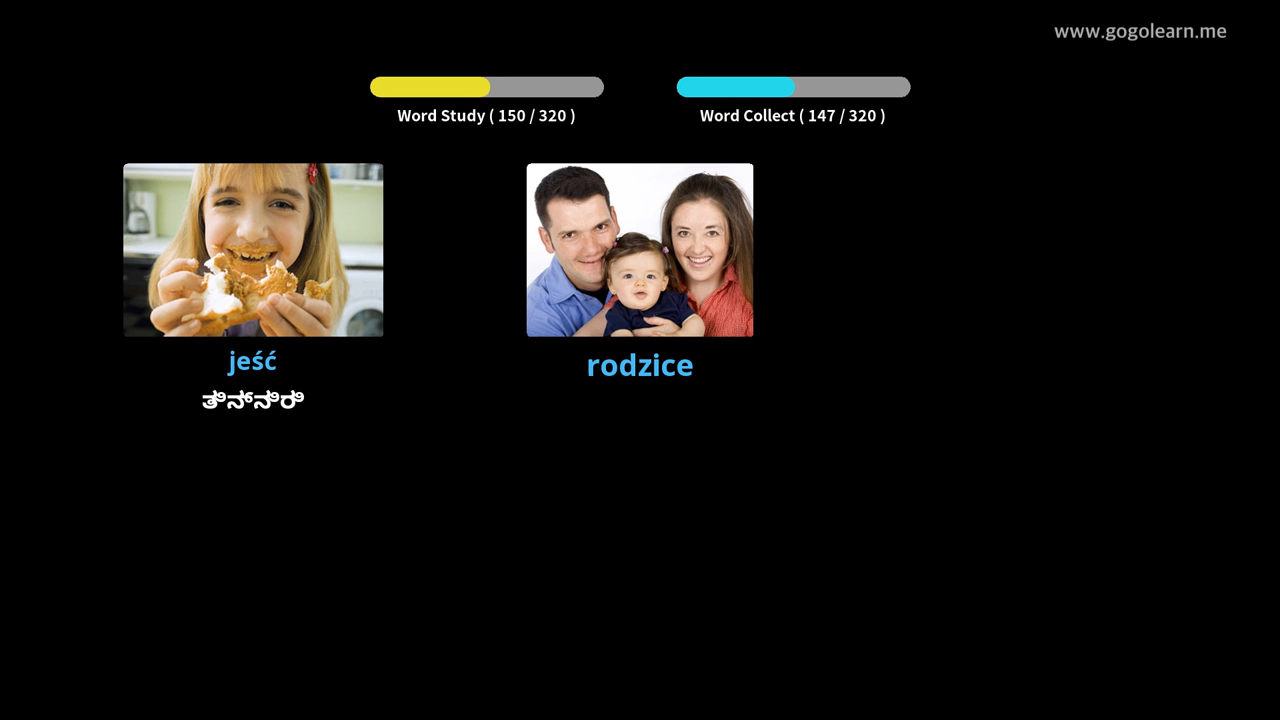 www.gogolearn.me
Word Study ( 150 / 320 )
Word Collect ( 147 / 320 )
jeść
rodzice
ತಿನ್ನಿರಿ